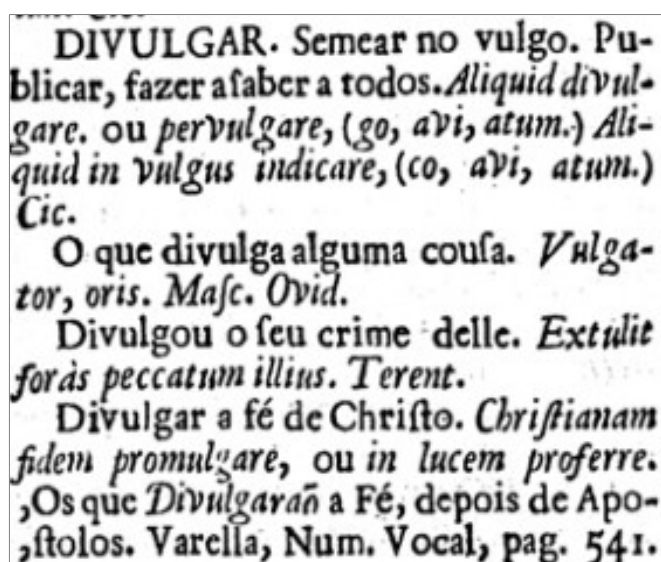 DIVULGAR. Semear no vulgo. Pu-
blicar, fazer aſaber a todos. Aliquid divul-
gare. ou pervulgare, (go, avi, atum.) Ali-
quid in vulgus indicare, (co, avi, atum.)
Cic.
O que divulga alguma couſa. Vulga-
tor, oris. Maſc. Ovid.
Divulgou o ſeu crime delle. Extulit
foràs peccatum illius. Terent.
Divulgar a fé de Chriſto. Chriſtianam
fidem promulgare, ou in lucem proferre.
,Os que Divulgarañ a Fé, depois de Apo-
,ſtolos. Varella, Num. Vocal, pag. 541.